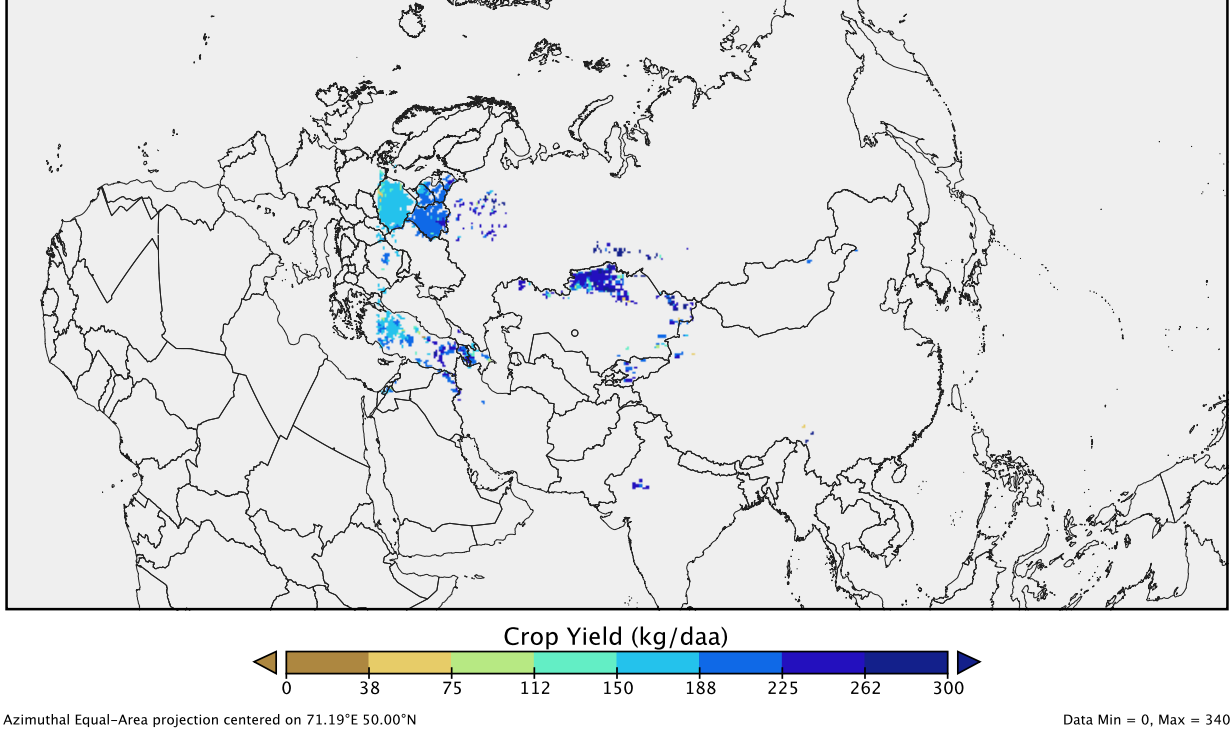 Crop Yield (kg/daa)
0 38 75 112 150 188 225 262 300
Azimuthal Equal–Area projection centered on 71.19°E 50.00°N
Data Min = 0, Max = 340